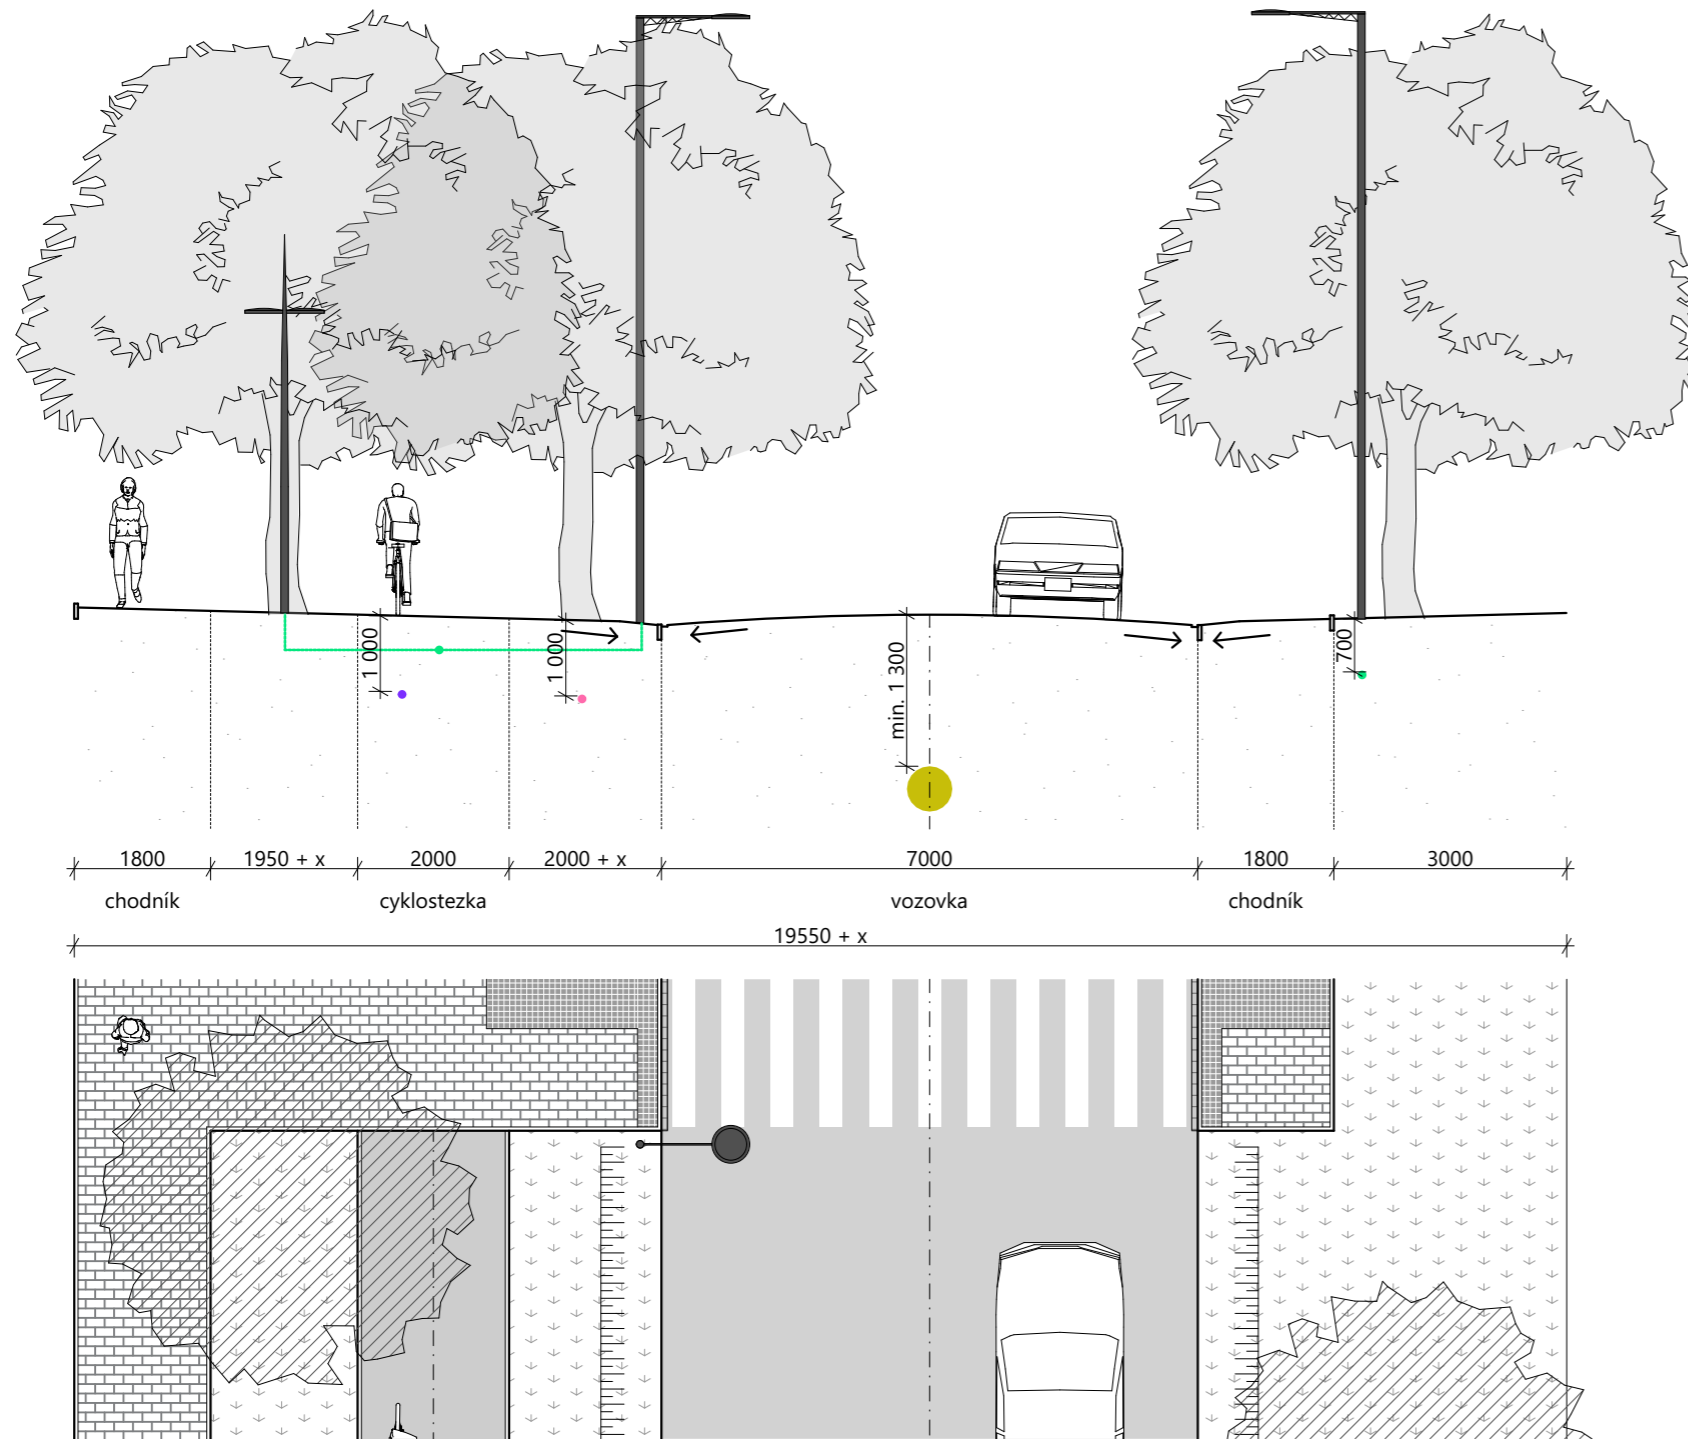 1 000
1 000
min. 1 300
700
1800
1950 + x
2000
2000 + x
7000
1800
3000
chodník
cyklostezka
vozovka
chodník
19550 + x